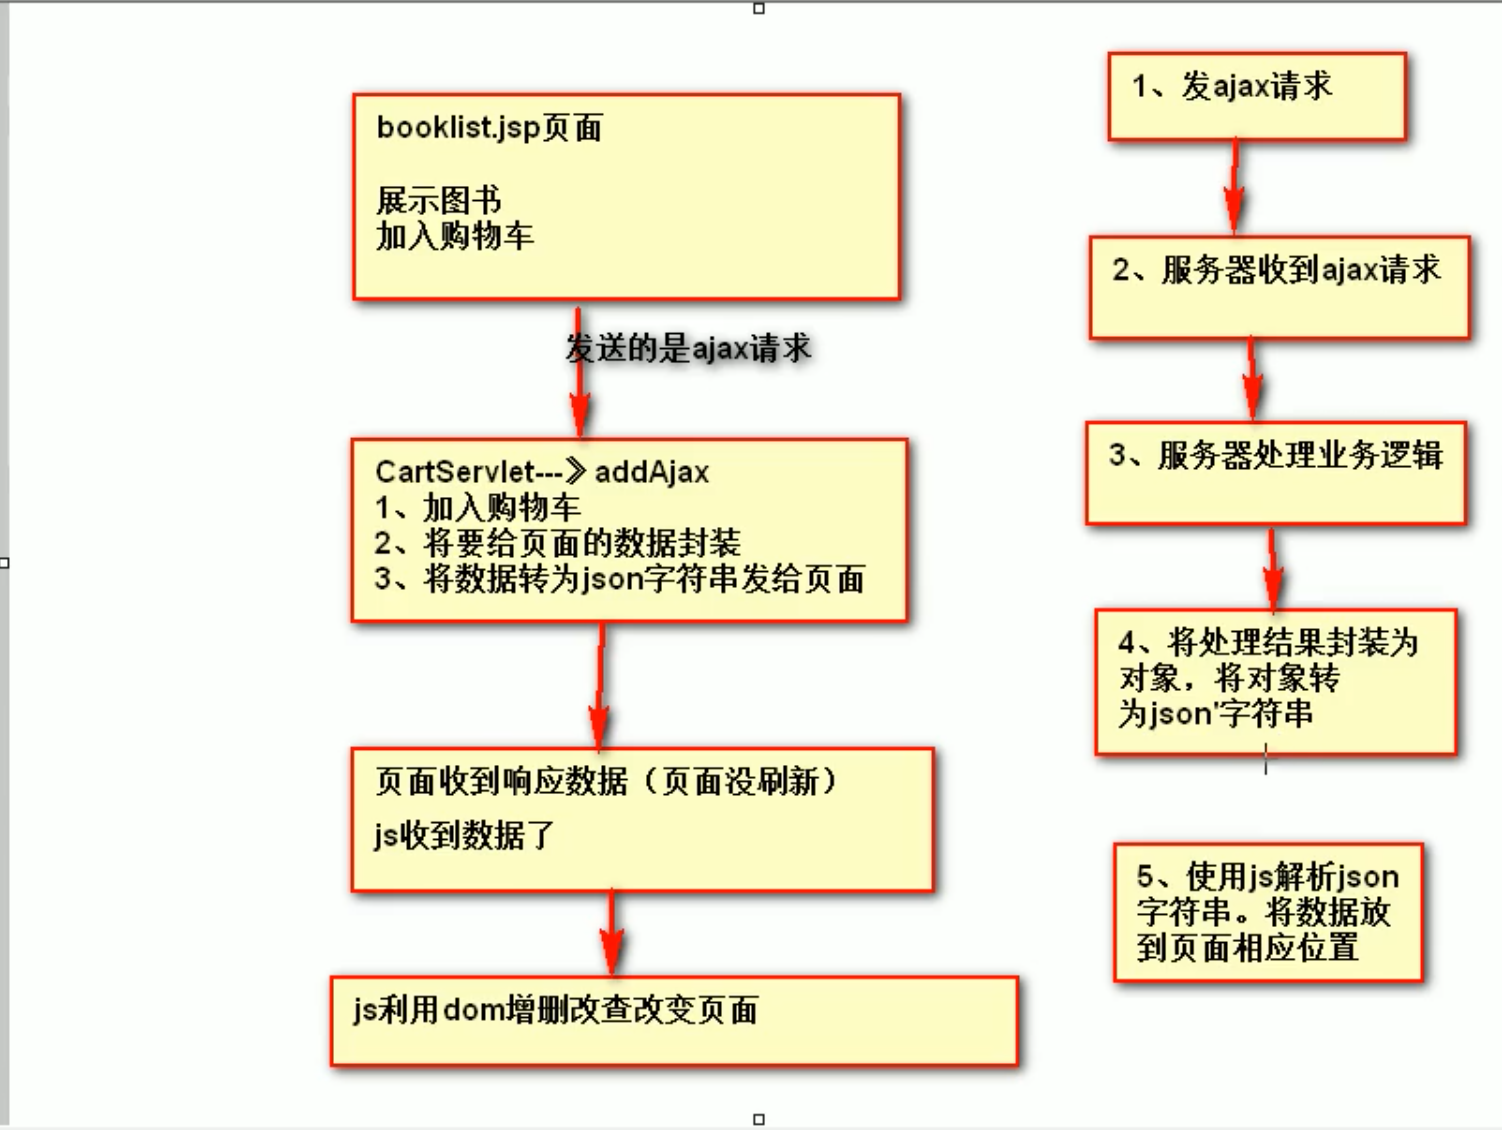 booklist.jsp页面
展示图书
加入购物车
发送的是ajax请求
CartServlet---》addAjax
1、加入购物车
2、将要给页面的数据封装
3、将数据转为json字符串发给页面
页面收到响应数据（页面没刷新）
js收到数据了
js利用dom增删改查改变页面
1、发ajax请求
2、服务器收到ajax请求
3、服务器处理业务逻辑
4、将处理结果封装为
对象，将对象转
为json'字符串
5、使用js解析json
字符串。将数据放
到页面相应位置